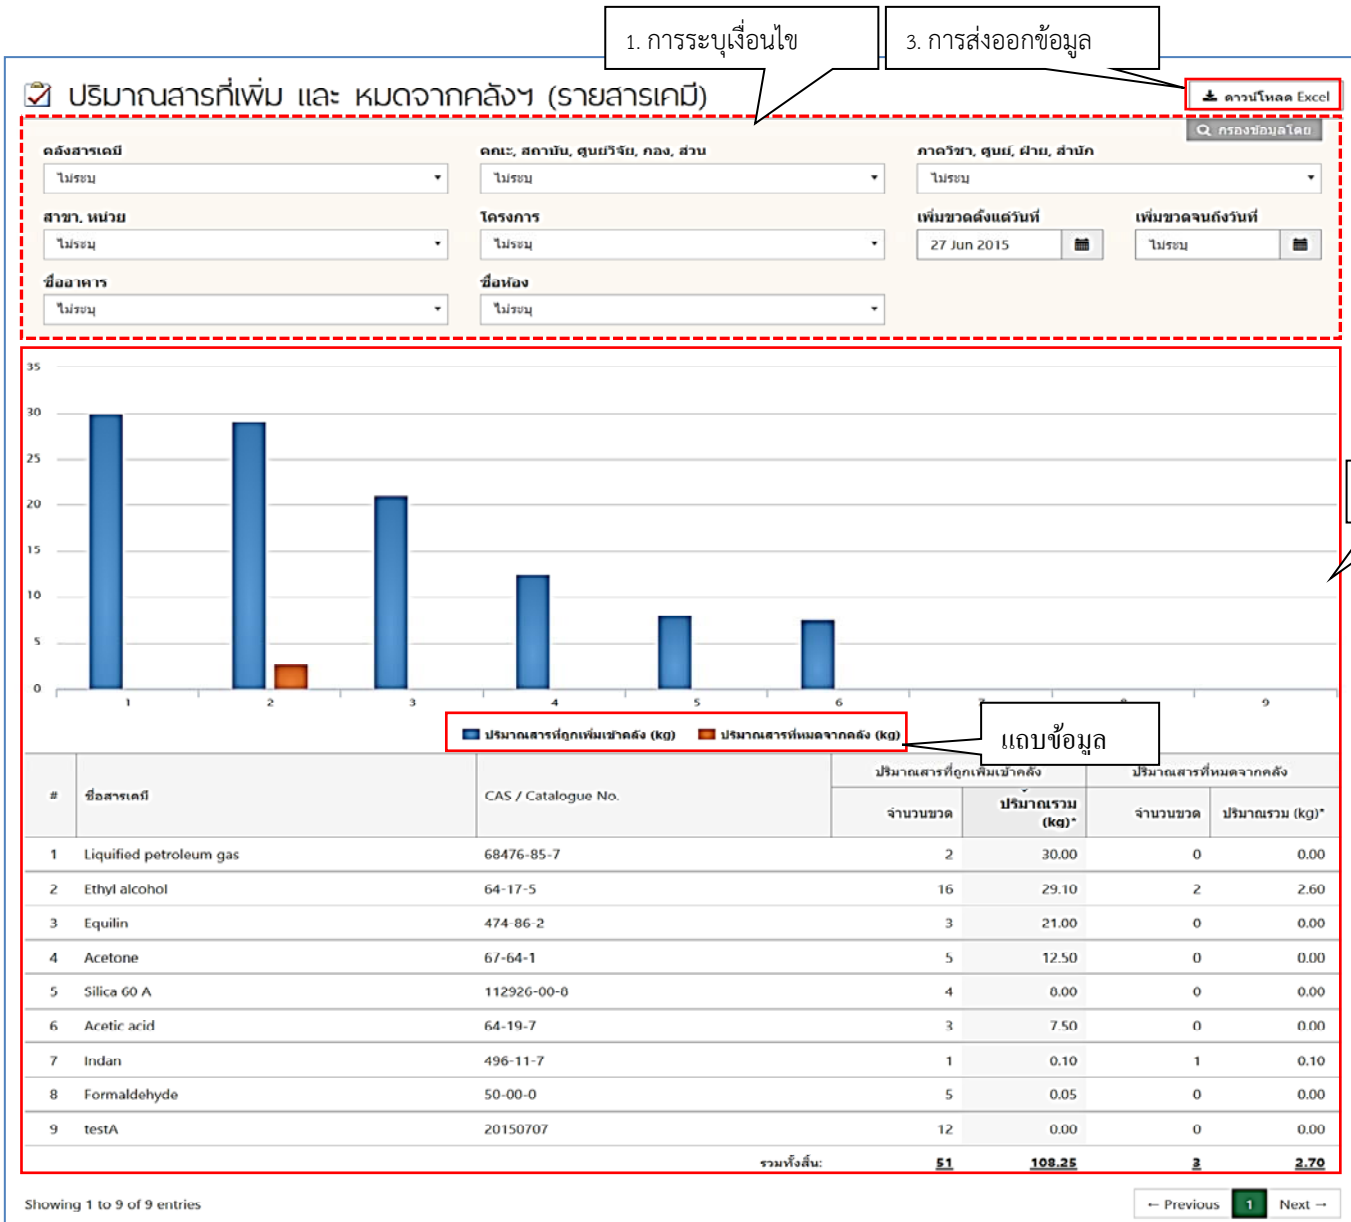 1. การระบุเงื่อนไข
3. การส่งออกข้อมูล
ปริมาณสารที่เพิ่ม และ หมดจากคลังฯ (รายสารเคมี)
ดาวน์โหลด Excel
กรองข้อมูลโดย
คลังสารเคมี
คณะ, สถาบัน, ศูนย์วิจัย, กอง, ส่วน
ภาควิชา, ศูนย์, ฝ่าย, สำนัก
ไม่ระบุ
ไม่ระบุ
ไม่ระบุ
สาขา, หน่วย
โครงการ
เพิ่มขวดตั้งแต่วันที่
เพิ่มขวดจนถึงวันที่
ไม่ระบุ
ไม่ระบุ
27 Jun 2015
ไม่ระบุ
ชื่ออาคาร
ชื่อห้อง
ไม่ระบุ
ไม่ระบุ
35
30
25
20
15
10
5
0
1 2 3 4 5 6 9
ปริมาณสารที่ถูกเพิ่มเข้าคลัง (kg) ปริมาณสารที่หมดจากคลัง (kg)
แถบข้อมูล
ปริมาณสารที่ถูกเพิ่มเข้าคลัง ปริมาณสารที่หมดจากคลัง
# ชื่อสารเคมี CAS / Catalogue No. จำนวนขวด ปริมาณรวม (kg)* จำนวนขวด ปริมาณรวม (kg)*
1 Liquified petroleum gas 68476-85-7 2 30.00 0 0.00
2 Ethyl alcohol 64-17-5 16 29.10 2 2.60
3 Equilin 474-86-2 3 21.00 0 0.00
4 Acetone 67-64-1 5 12.50 0 0.00
5 Silica 60 A 112926-00-8 4 8.00 0 0.00
6 Acetic acid 64-19-7 3 7.50 0 0.00
7 Indan 496-11-7 1 0.10 1 0.10
8 Formaldehyde 50-00-0 5 0.05 0 0.00
9 testA 20150707 12 0.00 0 0.00
รวมทั้งสิ้น: 51 108.25 3 2.70
Showing 1 to 9 of 9 entries
← Previous 1 Next →